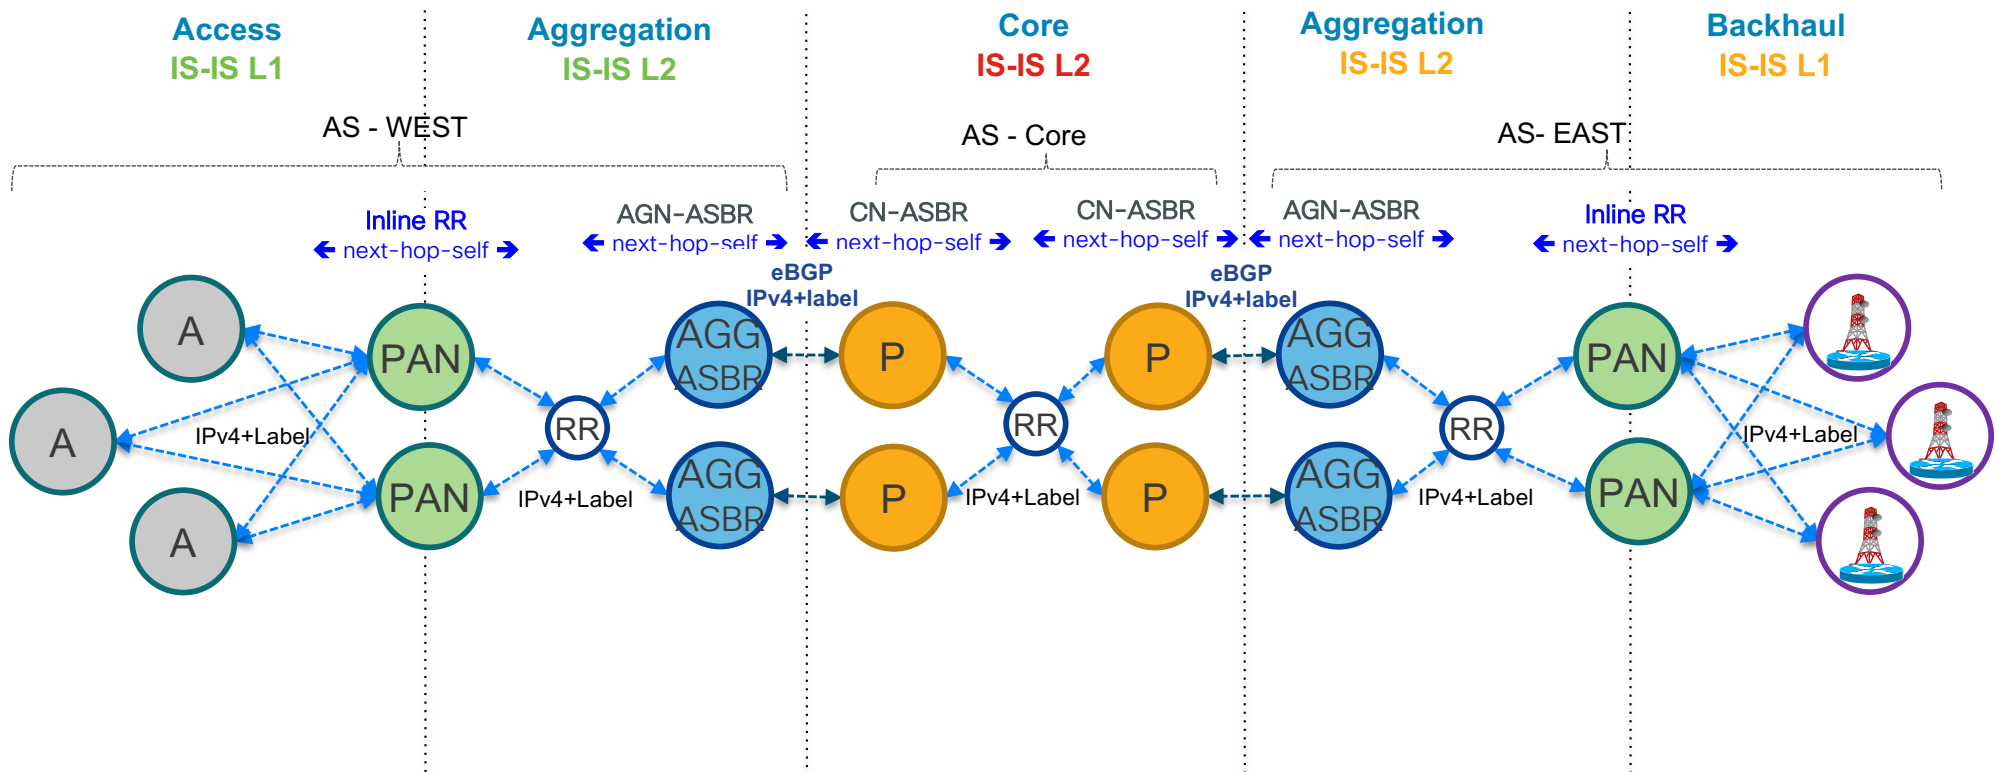 Access
IS-IS L1
Aggregation
IS-IS L2
Core
IS-IS L2
Aggregation
IS-IS L2
Backhaul
IS-IS L1
AS - WEST
AS - Core
AS- EAST
Inline RR
next-hop-self
AGN-ASBR
next-hop-self
CN-ASBR
next-hop-self
CN-ASBR
next-hop-self
AGN-ASBR
next-hop-self
Inline RR
next-hop-self
eBGP
IPv4+label
eBGP
IPv4+label
A
A
A
IPv4+Label
PAN
PAN
RR
IPv4+Label
AGG
ASBR
AGG
ASBR
P
P
RR
IPv4+Label
P
P
AGG
ASBR
AGG
ASBR
RR
IPv4+Label
PAN
PAN
IPv4+Label